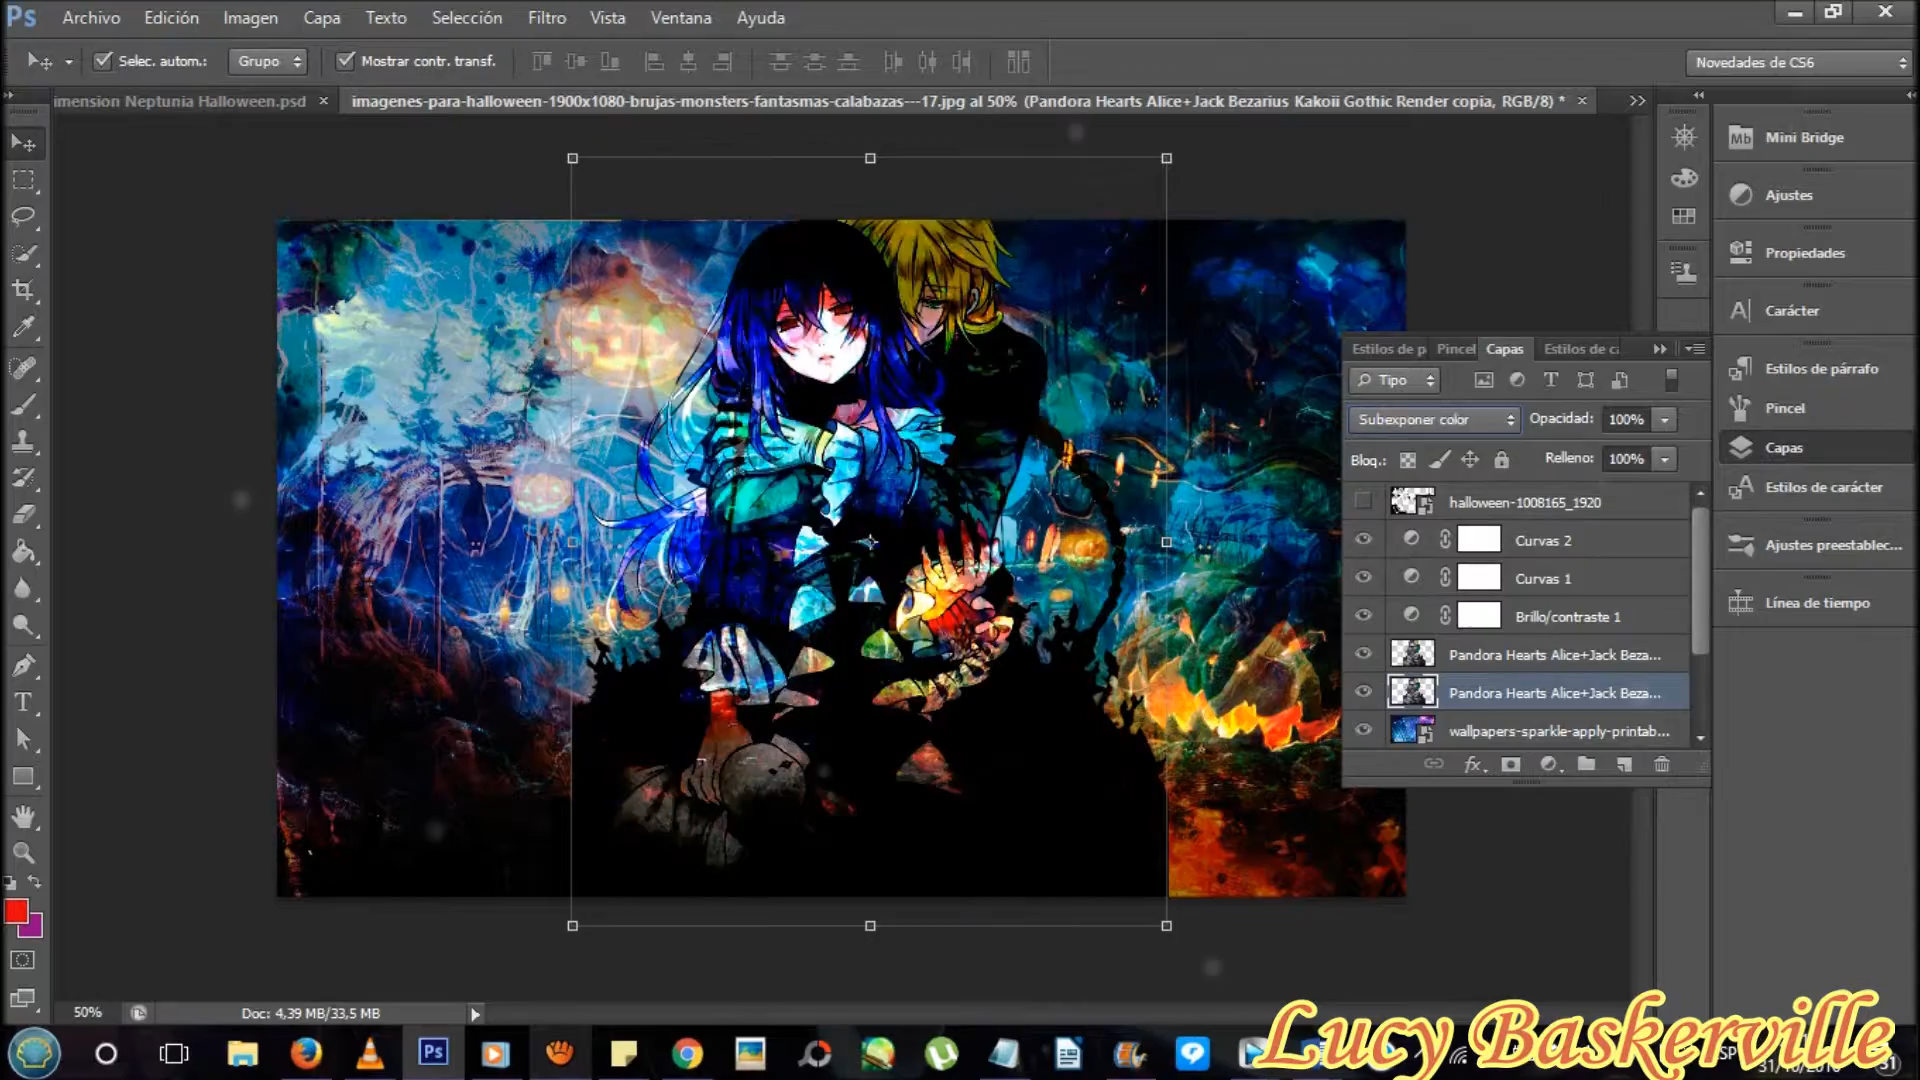 Ps Archivo Edición Imagen Capa Texto Selección Filtro Vista Ventana Ayuda
Selec. autom.: Grupo Mostrar contr. transf. Novedades de CS6
imension Neptunia Halloween.psd × imagenes-para-halloween-1900x1080-brujas-monsters-fantasmas-calabazas---17.jpg al 50% (Pandora Hearts Alice+Jack Bezarius Kakoii Gothic Render copia, RGB/8) * ×
Mb Mini Bridge
Ajustes
Propiedades
Carácter
Estilos de párrafo
Pincel
Capas
Estilos de carácter
Ajustes preestablec...
Línea de tiempo
Estilos de p Pincel Capas Estilos de ca
Tipo
Subexponer color Opacidad: 100%
Bloq.: Relleno: 100%
halloween-1008165_1920
Curvas 2
Curvas 1
Brillo/contraste 1
Pandora Hearts Alice+Jack Beza...
Pandora Hearts Alice+Jack Beza...
wallpapers-sparkle-apply-printab...
fx
50% Doc: 4,39 MB/33,5 MB
Ps
Lucy Baskerville